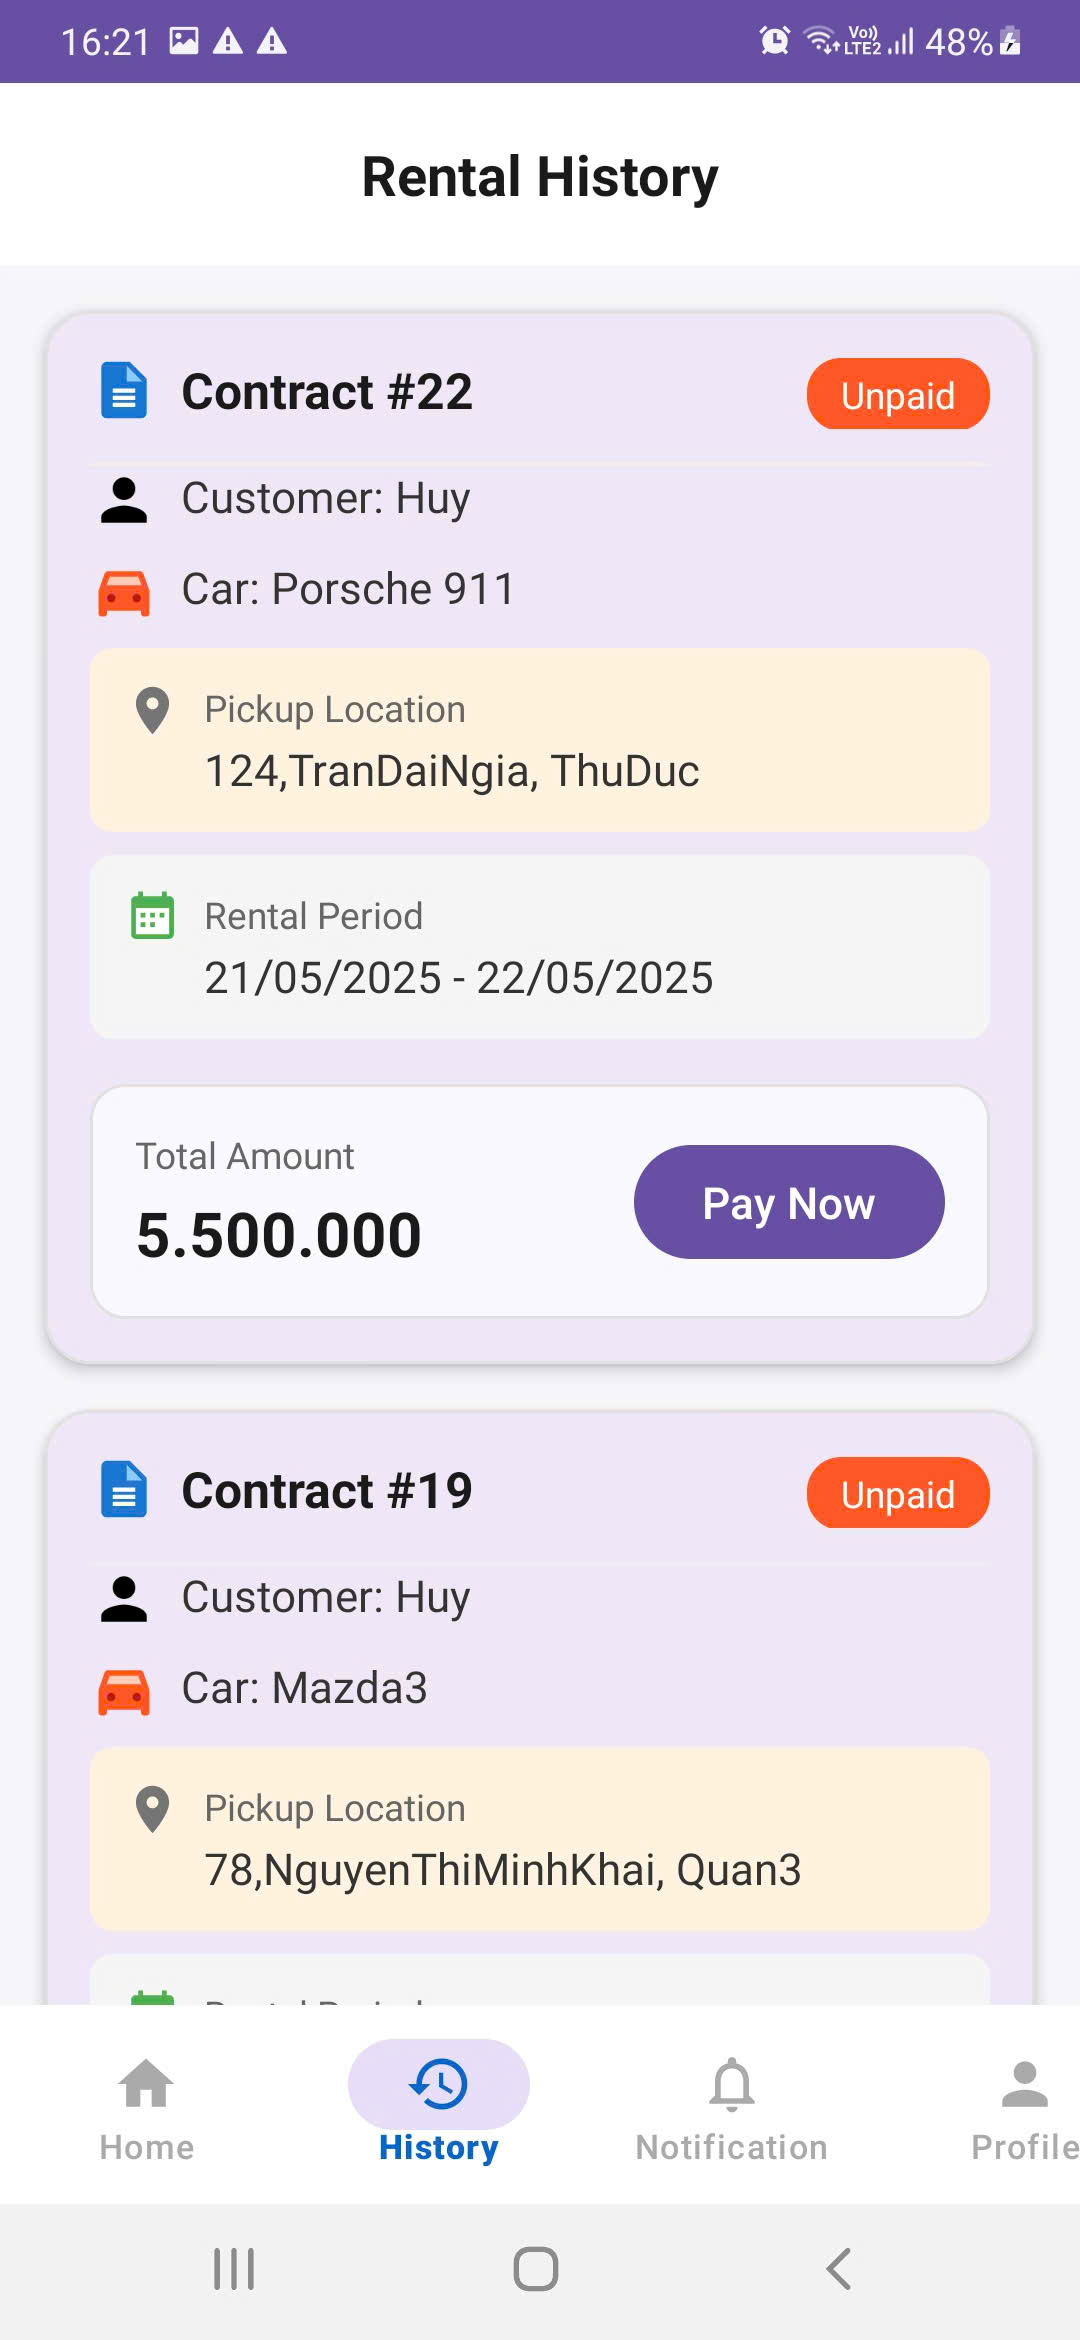 16:21
Vo)) LTE2 48%
Rental History
Contract #22
Unpaid
Customer: Huy
Car: Porsche 911
Pickup Location
124,TranDaiNgia, ThuDuc
Rental Period
21/05/2025 - 22/05/2025
Total Amount
5.500.000
Pay Now
Contract #19
Unpaid
Customer: Huy
Car: Mazda3
Pickup Location
78,NguyenThiMinhKhai, Quan3
Home
History
Notification
Profile